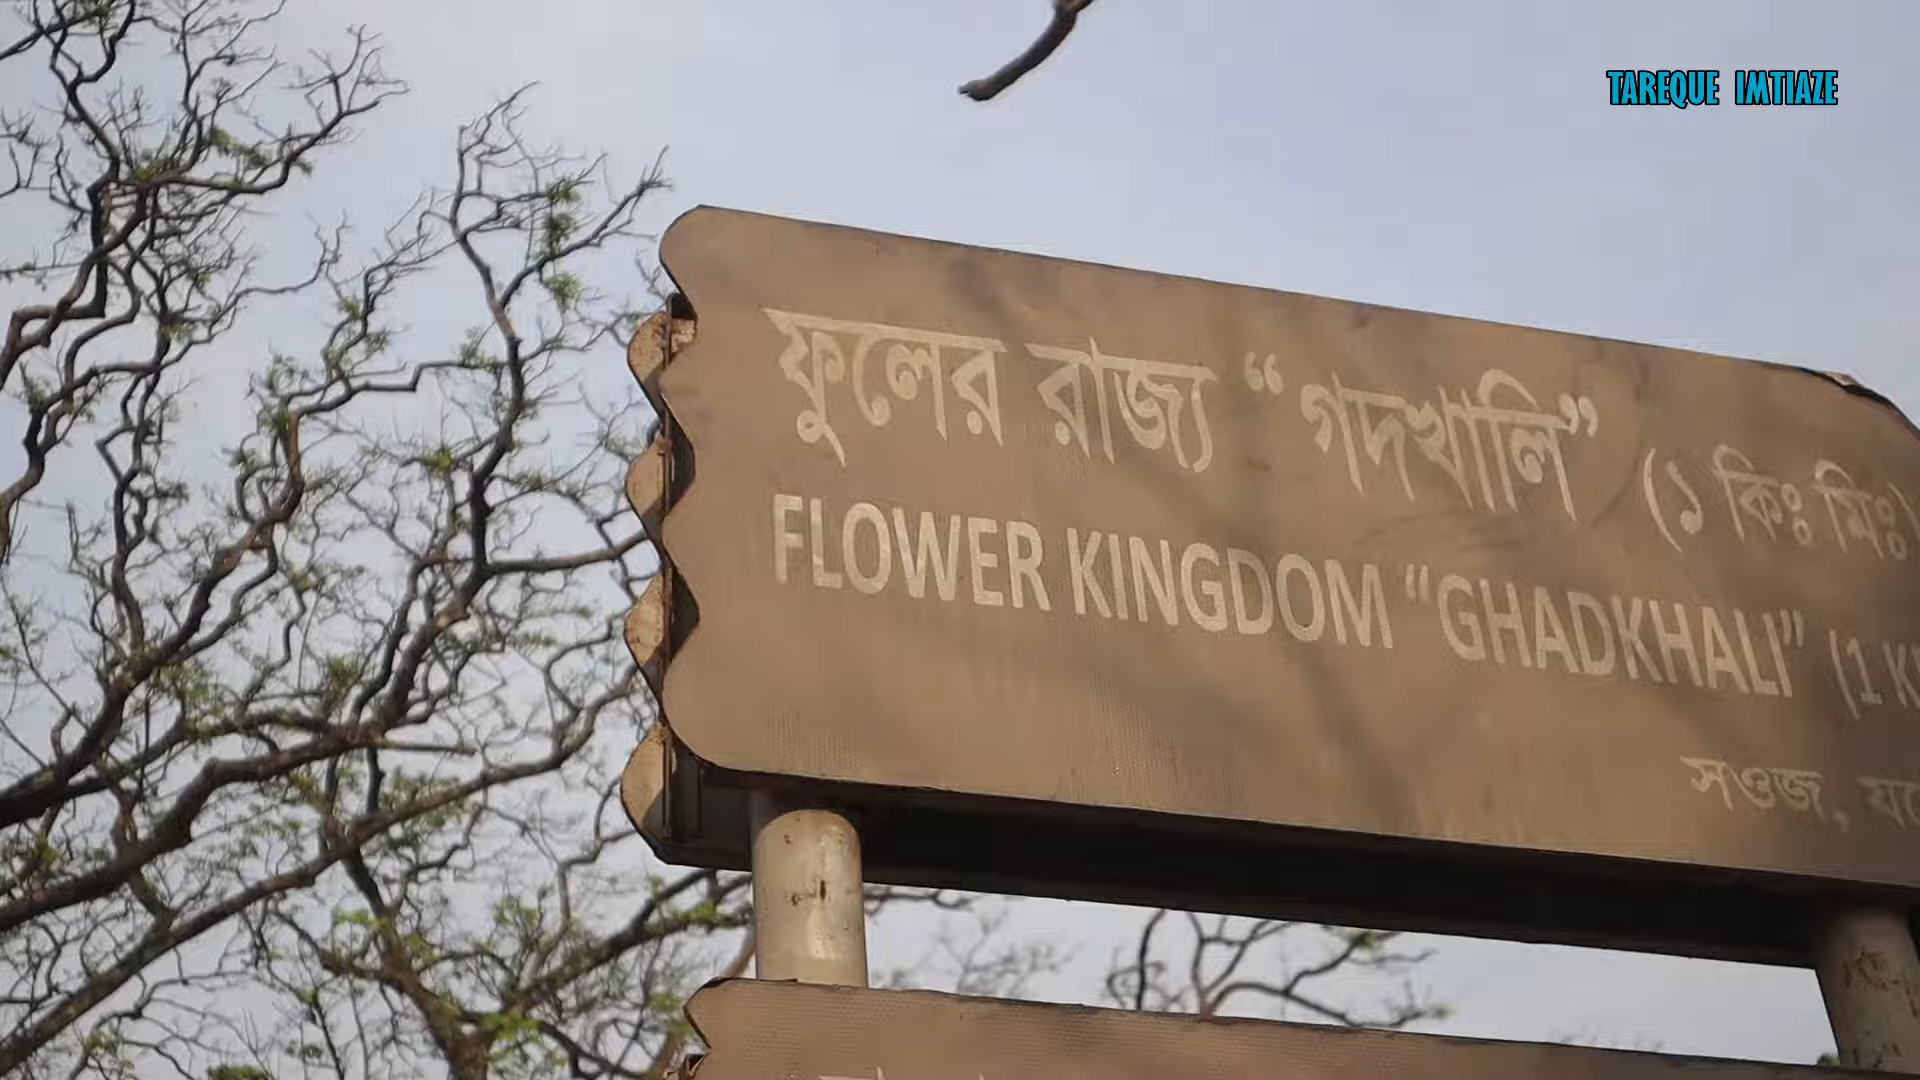 TAREQUE IMTIAZE
ফুলের রাজ্য “গদখালি” (১ কিঃ মিঃ)
FLOWER KINGDOM “GHADKHALI” (1
সওজ,